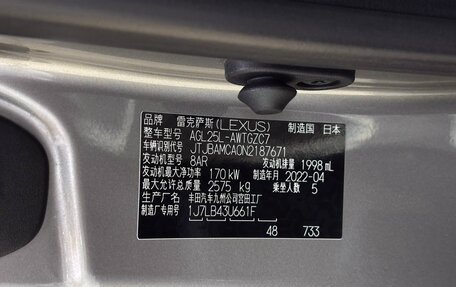 品牌 雷克萨斯(LEXUS) 制造国 日本
整车型号 AGL25L-AWTGZC7
车辆识别代号 JTJBAMCA0N2187671
发动机型号 8AR 发动机排量 1998 mL
发动机最大净功率 170 kW 制造年月 2022-04
最大允许总质量 2575 kg 乘坐人数 5
制造厂名称 丰田汽车九州公司宫田工厂
制造厂专用号 1J7LB43U661F
48 733